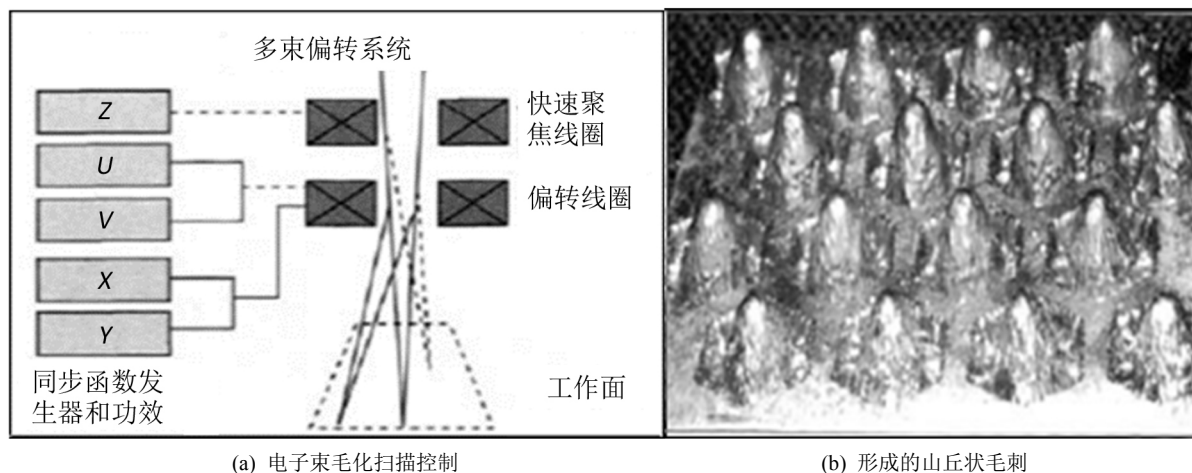 多束偏转系统
Z
U
V
X
Y
快速聚
焦线圈
偏转线圈
同步函数发
生器和功效
工作面
(a) 电子束毛化扫描控制
(b) 形成的山丘状毛刺